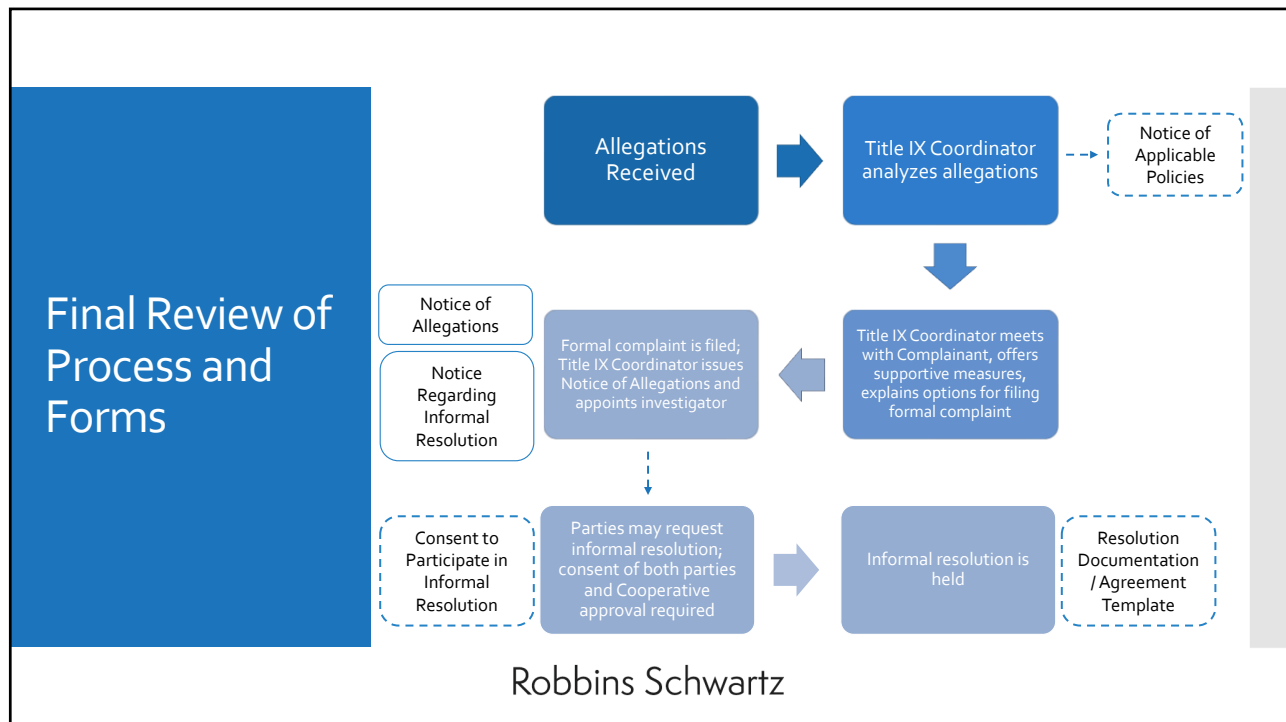 Final Review of
Process and
Forms
Allegations
Received
Title IX Coordinator
analyzes allegations
Notice of
Applicable
Policies
Notice of
Allegations
Notice
Regarding
Informal
Resolution
Formal complaint is filed;
Title IX Coordinator issues
Notice of Allegations and
appoints investigator
Title IX Coordinator meets
with Complainant, offers
supportive measures,
explains options for filing
formal complaint
Consent to
Participate in
Informal
Resolution
Parties may request
informal resolution;
consent of both parties
and Cooperative
approval required
Informal resolution is
held
Resolution
Documentation
/ Agreement
Template
Robbins Schwartz